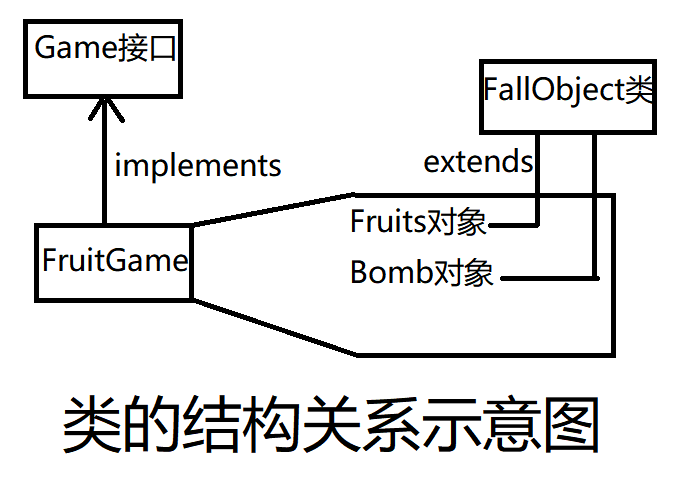 Game接口
FallObject类
implements
extends
FruitGame
Fruits对象
Bomb对象
类的结构关系示意图